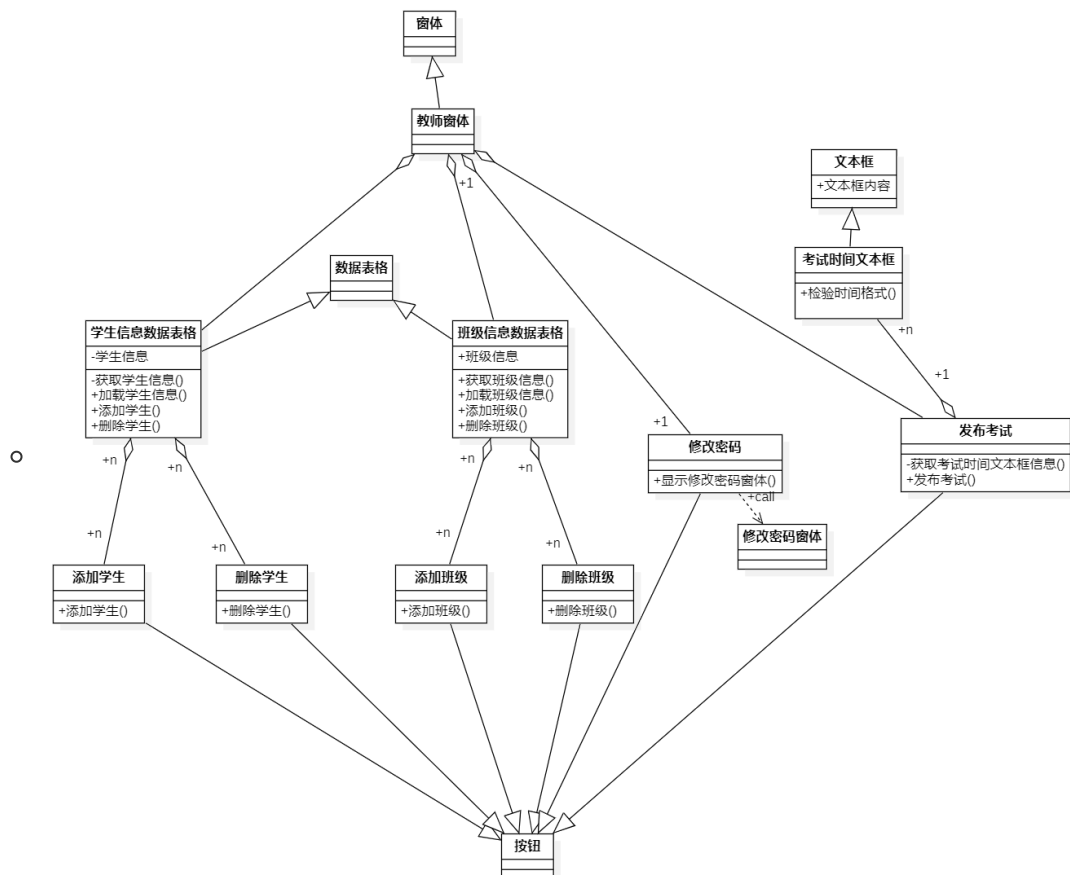 窗体
教师窗体
+1
文本框
+文本框内容
考试时间文本框
+检验时间格式()
+n
+1
数据表格
学生信息数据表格
-学生信息
-获取学生信息()
+加载学生信息()
+添加学生()
+删除学生()
班级信息数据表格
+班级信息
+获取班级信息()
+加载班级信息()
+添加班级()
+删除班级()
+1
修改密码
+显示修改密码窗体()
+call
修改密码窗体
发布考试
-获取考试时间文本框信息()
+发布考试()
+n
+n
+n
+n
+n
+n
+n
+n
添加学生
+添加学生()
删除学生
+删除学生()
添加班级
+添加班级()
删除班级
+删除班级()
按钮